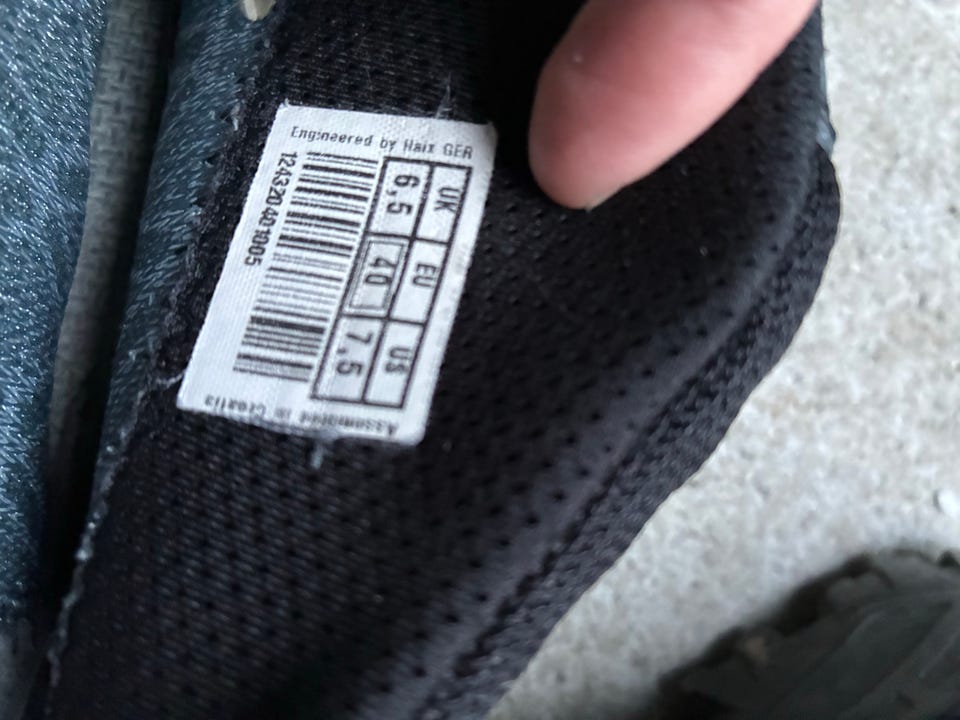 Engineered by Haix GER
UK EU US
6,5 40 7,5
124320401005
Assembled in Croatia